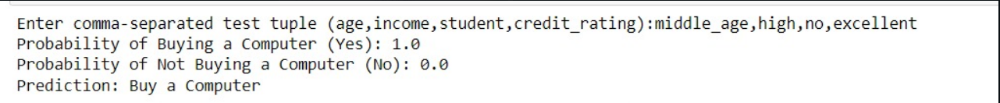 Enter comma-separated test tuple (age,income,student,credit_rating):middle_age,high,no,excellent
Probability of Buying a Computer (Yes): 1.0
Probability of Not Buying a Computer (No): 0.0
Prediction: Buy a Computer